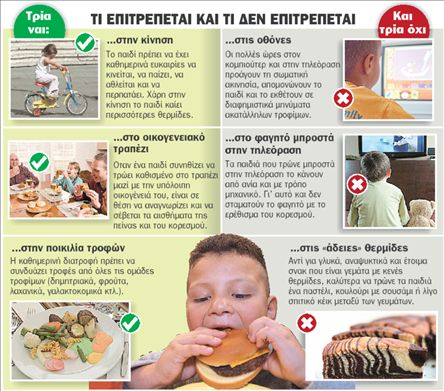 Τρία ναι:
ΤΙ ΕΠΙΤΡΕΠΕΤΑΙ ΚΑΙ ΤΙ ΔΕΝ ΕΠΙΤΡΕΠΕΤΑΙ
Και τρία όχι
...στην κίνηση
Το παιδί πρέπει να έχει
καθημερινά ευκαιρίες να
κινείται, να παίζει, να
αθλείται και να
περπατάει. Χάρη στην
κίνηση το παιδί καίει
περισσότερες θερμίδες.
...στις οθόνες
Οι πολλές ώρες στον
κομπιούτερ και στην τηλεόραση
προάγουν τη σωματική
ακινησία, απομονώνουν το
παιδί και το εκθέτουν σε
διαφημιστικά μηνύματα
ακατάλληλων τροφίμων.
...στο οικογενειακό
τραπέζι
Όταν ένα παιδί συνηθίζει να
τρώει καθισμένο στο τραπέζι
μαζί με την υπόλοιπη
οικογένειά του, είναι σε
θέση να αναγνωρίζει και να
σέβεται τα αισθήματα της
πείνας και του κορεσμού.
...στο φαγητό μπροστά
στην τηλεόραση
Τα παιδιά που τρώνε μπροστά
στην τηλεόραση το κάνουν
από ανία και με τρόπο
μηχανικό. Γι' αυτό και δεν
σταματούν το φαγητό με το
ερέθισμα του κορεσμού.
...στην ποικιλία τροφών
Η καθημερινή διατροφή πρέπει να
συνδυάζει τροφές από όλες τις ομάδες
τροφίμων (δημητριακά, φρούτα,
λαχανικά, γαλακτοκομικά κτλ.).
...στις «άδειες» θερμίδες
Αντί για γλυκά, αναψυκτικά και έτοιμα
σνακ που είναι γεμάτα με κενές
θερμίδες, καλύτερα να τρώτε το παιδί
ένα παστέλι, κουλούρι με σουσάμι ή λίγο
σπιτικό κέικ μεταξύ των γευμάτων.